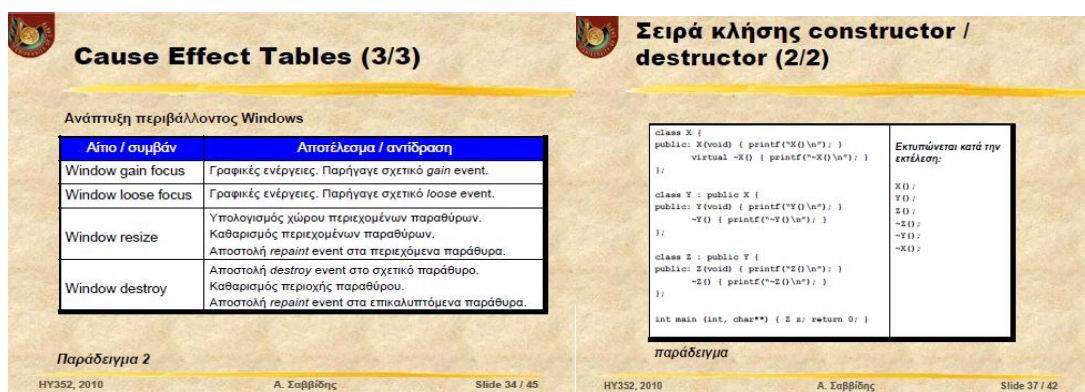 Cause Effect Tables (3/3)
Ανάπτυξη περιβάλλοντος Windows
Αίτιο / συμβάν Αποτέλεσμα / αντίδραση
Window gain focus Γραφικές ενέργειες. Παρήγαγε σχετικό gain event.
Window loose focus Γραφικές ενέργειες. Παρήγαγε σχετικό loose event.
Window resize
Υπολογισμός χώρου περιεχομένων παραθύρων.
Καθαρισμός περιεχομένων παραθύρων.
Αποστολή repaint event στα περιεχόμενα παράθυρα.
Window destroy
Αποστολή destroy event στο σχετικό παράθυρο.
Καθαρισμός περιοχής παραθύρου.
Αποστολή repaint event στα επικαλυπτόμενα παράθυρα.
Παράδειγμα 2
HY352, 2010 Α. Σαββίδης Slide 34 / 45
Σειρά κλήσης constructor /
destructor (2/2)
class X {
public: X(void) { printf("X()\n"); }
virtual ~X() { printf("~X()\n"); }
};
class Y : public X {
public: Y(void) { printf("Y()\n"); }
~Y() { printf("~Y()\n"); }
};
class Z : public Y {
public: Z(void) { printf("Z()\n"); }
~Z() { printf("~Z()\n"); }
};
int main (int, char**) { Z z; return 0; }
Εκτυπώνεται κατά την
εκτέλεση:
X();
Y();
Z();
~Z();
~Y();
~X();
παράδειγμα
HY352, 2010 Α. Σαββίδης Slide 37 / 42